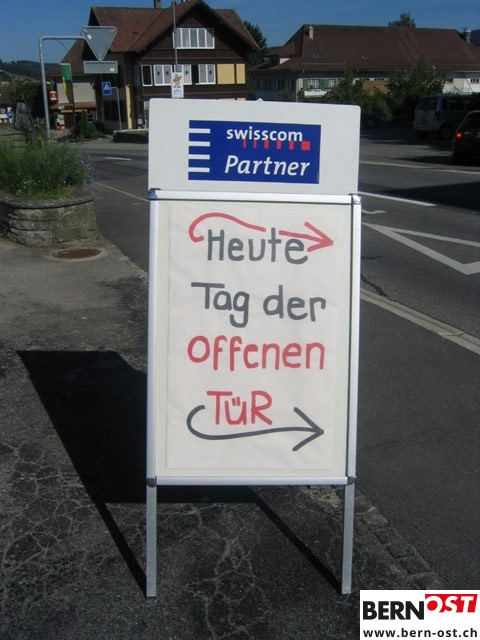 swisscom
Partner
Heute
Tag der
Offenen
TÜR
BERNOST
www.bern-ost.ch